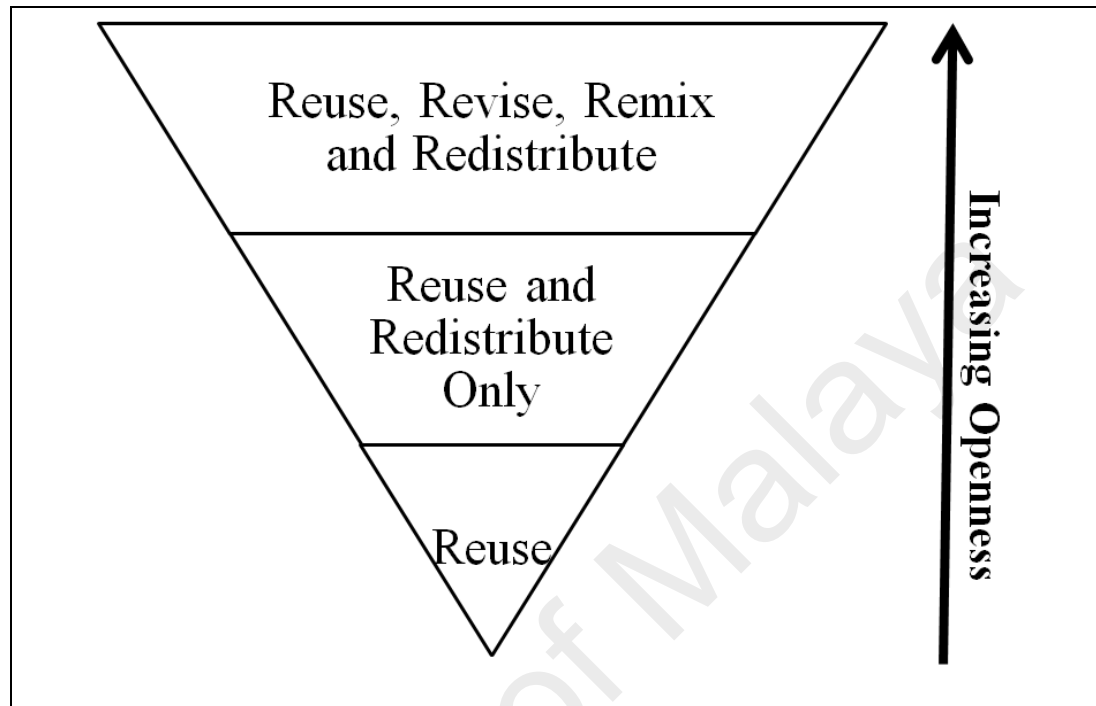 Reuse, Revise, Remix
and Redistribute
Reuse and
Redistribute
Only
Reuse
Increasing Openness
of Malaya